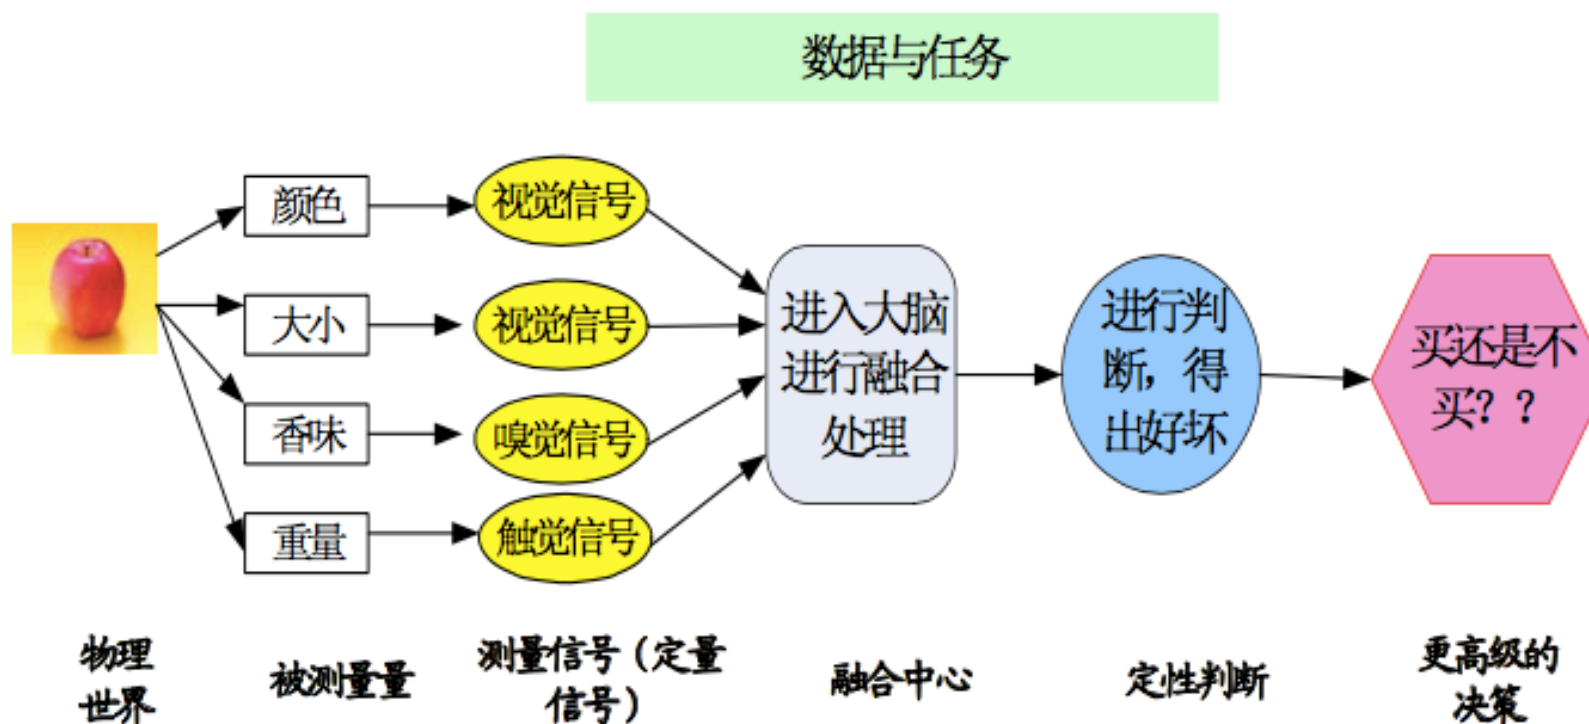 数据与任务
颜色
视觉信号
大小
视觉信号
香味
嗅觉信号
重量
触觉信号
进入大脑
进行融合
处理
进行判
断，得
出好坏
买还是不
买？？
物理
世界
被测量量
测量信号（定量
信号）
融合中心
定性判断
更高级的
决策